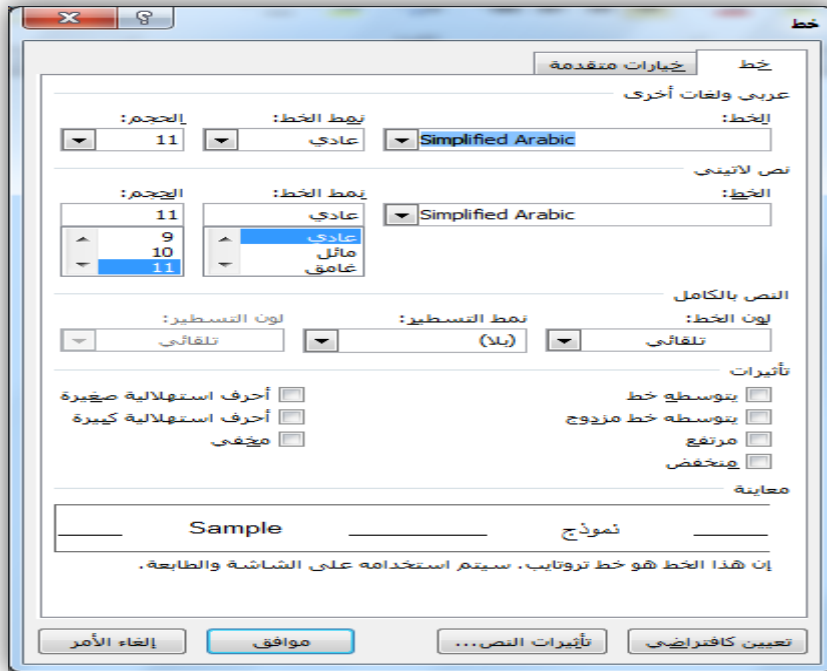 خط
خط خيارات متقدمة
عربي ولغات أخرى
الخط: نمط الخط: الحجم:
Simplified Arabic عادي 11
نص لاتيني
الخط: نمط الخط: الحجم:
Simplified Arabic عادي 11
عادي 9
مائل 10
غامق 11
النص بالكامل
لون الخط: نمط التسطير: لون التسطير:
تلقائي (بلا) تلقائي
تأثيرات
يتوسطه خط أحرف استهلالية صغيرة
يتوسطه خط مزدوج أحرف استهلالية كبيرة
مرتفع مخفي
منخفض
معاينة
نموذج Sample
إن هذا الخط هو خط تروتايب. سيتم استخدامه على الشاشة والطابعة.
تعيين كافتراضي تأثيرات النص... موافق إلغاء الأمر